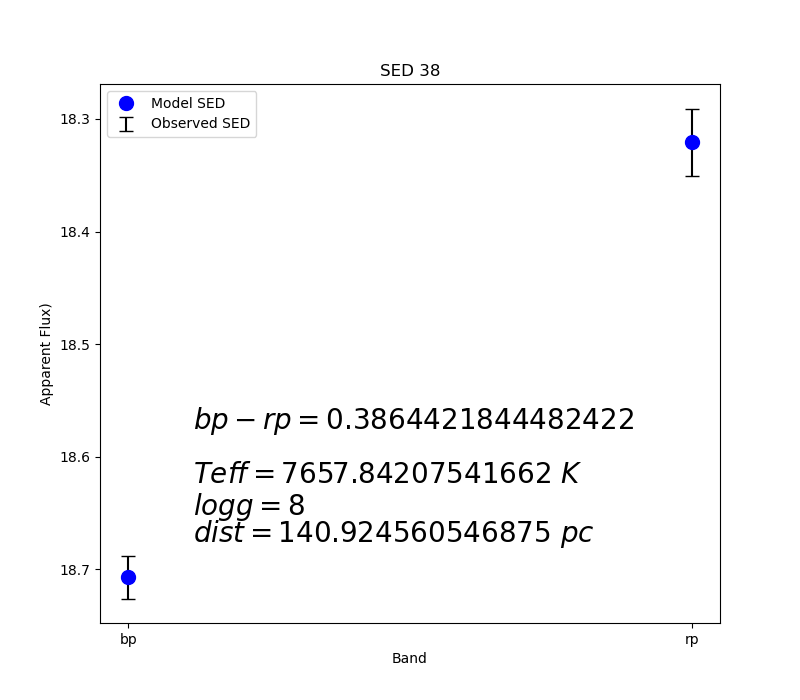 SED 38
Model SED
Observed SED
18.3
18.4
18.5
18.6
18.7
Apparent Flux)
bp − rp = 0.3864421844482422
Teff = 7657.84207541662 K
logg = 8
dist = 140.924560546875 pc
bp
rp
Band